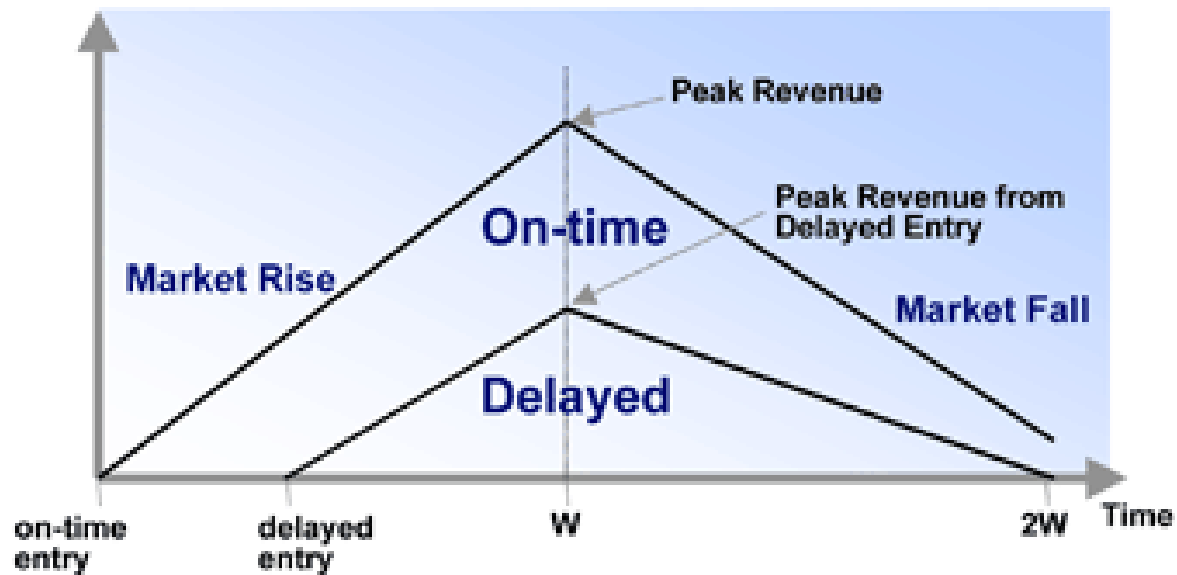 Peak Revenue
Peak Revenue from
Delayed Entry
On-time
Market Rise
Market Fall
Delayed
on-time
entry
delayed
entry
W
2W
Time